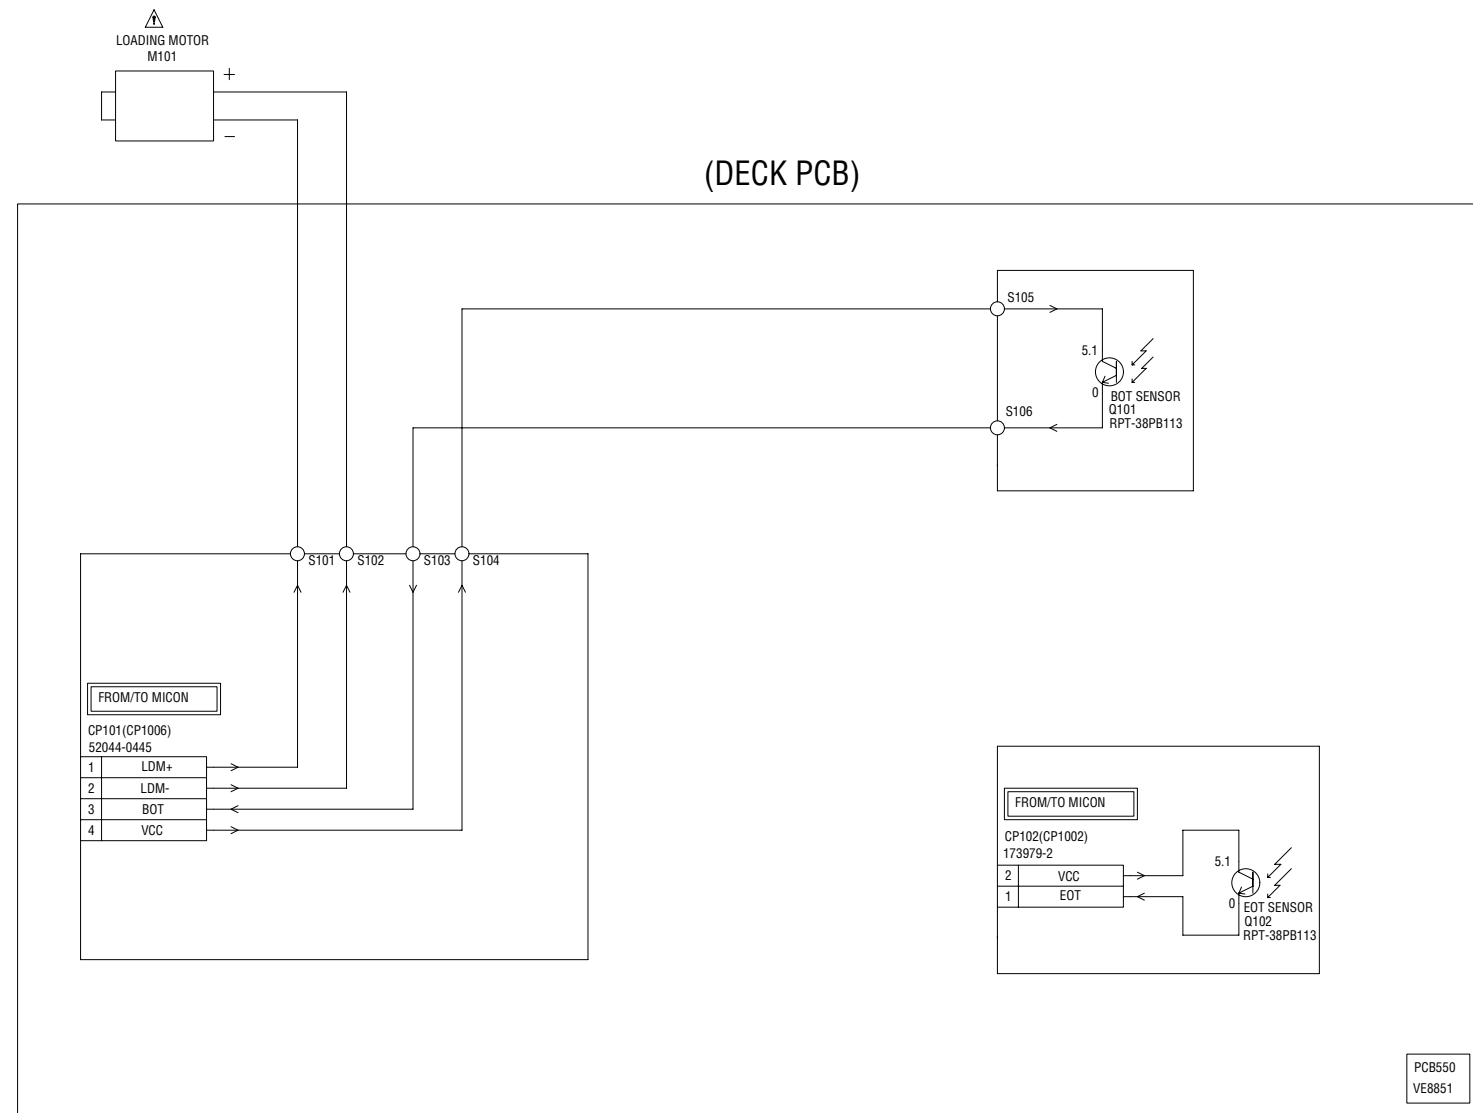 LOADING MOTOR
M101
+
−
(DECK PCB)
S105
5.1
0
BOT SENSOR
Q101
RPT-38PB113
S106
S101
S102
S103
S104
FROM/TO MICON
CP101(CP1006)
52044-0445
1 LDM+
2 LDM-
3 BOT
4 VCC
FROM/TO MICON
CP102(CP1002)
173979-2
2 VCC
1 EOT
5.1
0
EOT SENSOR
Q102
RPT-38PB113
PCB550
VE8851